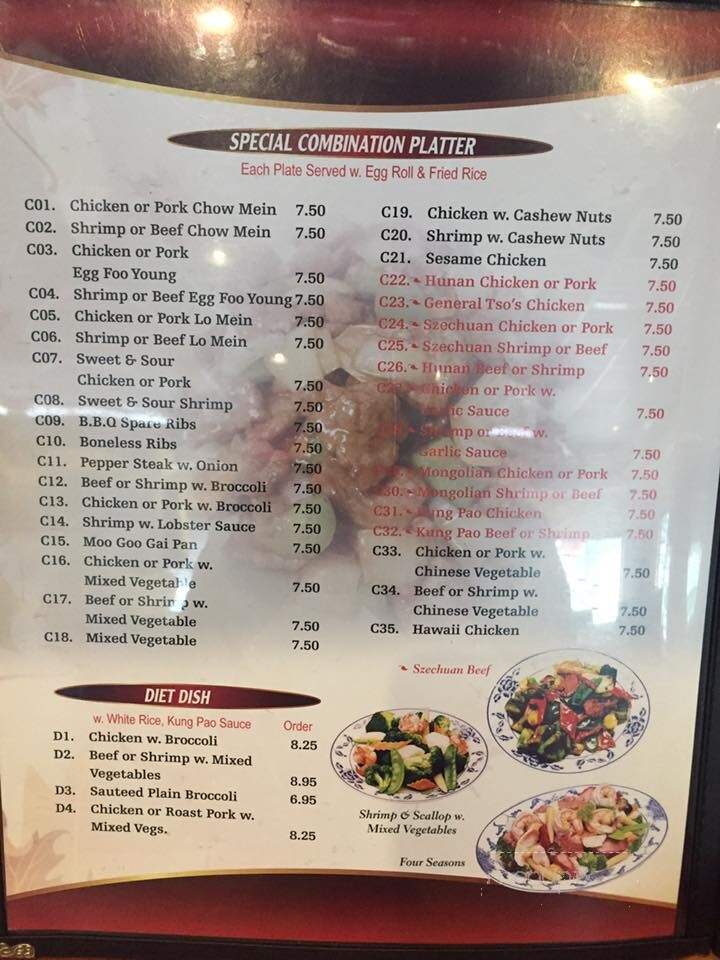 SPECIAL COMBINATION PLATTER
Each Plate Served w. Egg Roll & Fried Rice
C01. Chicken or Pork Chow Mein 7.50
C02. Shrimp or Beef Chow Mein 7.50
C03. Chicken or Pork
Egg Foo Young 7.50
C04. Shrimp or Beef Egg Foo Young 7.50
C05. Chicken or Pork Lo Mein 7.50
C06. Shrimp or Beef Lo Mein 7.50
C07. Sweet & Sour
Chicken or Pork 7.50
C08. Sweet & Sour Shrimp 7.50
C09. B.B.Q Spare Ribs 7.50
C10. Boneless Ribs 7.50
C11. Pepper Steak w. Onion 7.50
C12. Beef or Shrimp w. Broccoli 7.50
C13. Chicken or Pork w. Broccoli 7.50
C14. Shrimp w. Lobster Sauce 7.50
C15. Moo Goo Gai Pan 7.50
C16. Chicken or Pork w.
Mixed Vegetable 7.50
C17. Beef or Shrimp w.
Mixed Vegetable 7.50
C18. Mixed Vegetable 7.50
C19. Chicken w. Cashew Nuts 7.50
C20. Shrimp w. Cashew Nuts 7.50
C21. Sesame Chicken 7.50
C22. Hunan Chicken or Pork 7.50
C23. General Tso's Chicken 7.50
C24. Szechuan Chicken or Pork 7.50
C25. Szechuan Shrimp or Beef 7.50
C26. Hunan Beef or Shrimp 7.50
Chicken or Pork w.
Garlic Sauce 7.50
Shrimp or w.
Garlic Sauce 7.50
Mongolian Chicken or Pork 7.50
C30. Mongolian Shrimp or Beef 7.50
C31. Kung Pao Chicken 7.50
C32. Kung Pao Beef or Shrimp 7.50
C33. Chicken or Pork w.
Chinese Vegetable 7.50
C34. Beef or Shrimp w.
Chinese Vegetable 7.50
C35. Hawaii Chicken 7.50
DIET DISH
w. White Rice, Kung Pao Sauce Order
D1. Chicken w. Broccoli 8.25
D2. Beef or Shrimp w. Mixed
Vegetables 8.95
D3. Sauteed Plain Broccoli 6.95
D4. Chicken or Roast Pork w.
Mixed Vegs. 8.25
Szechuan Beef
Shrimp & Scallop w.
Mixed Vegetables
Four Seasons